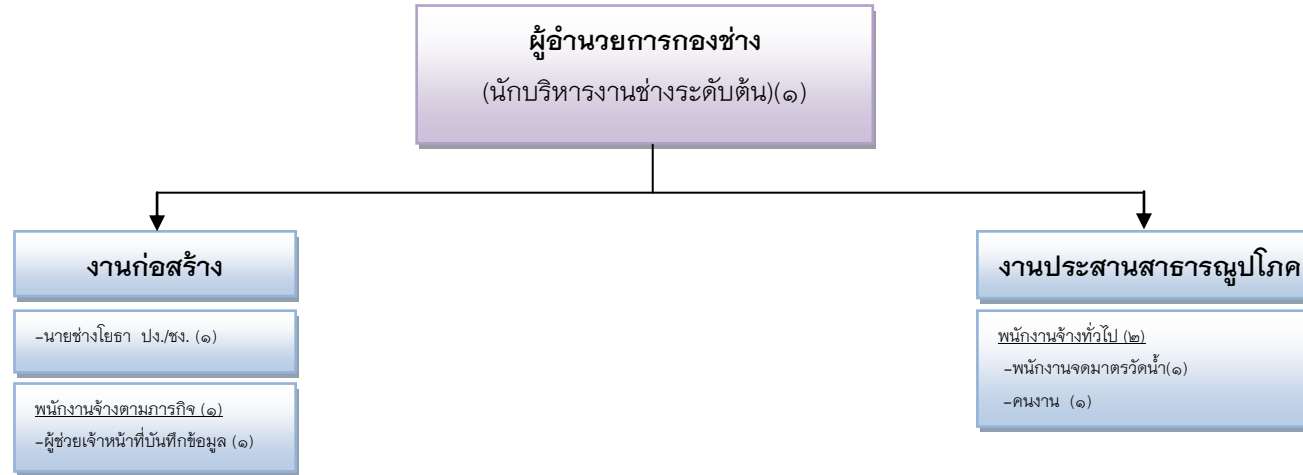 ผู้อำนวยการกองช่าง
(นักบริหารงานช่างระดับต้น)(๑)
งานก่อสร้าง
-นายช่างโยธา ปง./ชง. (๑)
พนักงานจ้างตามภารกิจ (๑)
-ผู้ช่วยเจ้าหน้าที่บันทึกข้อมูล (๑)
งานประสานสาธารณูปโภค
พนักงานจ้างทั่วไป (๒)
-พนักงานจดมาตรวัดน้ำ(๑)
-คนงาน (๑)